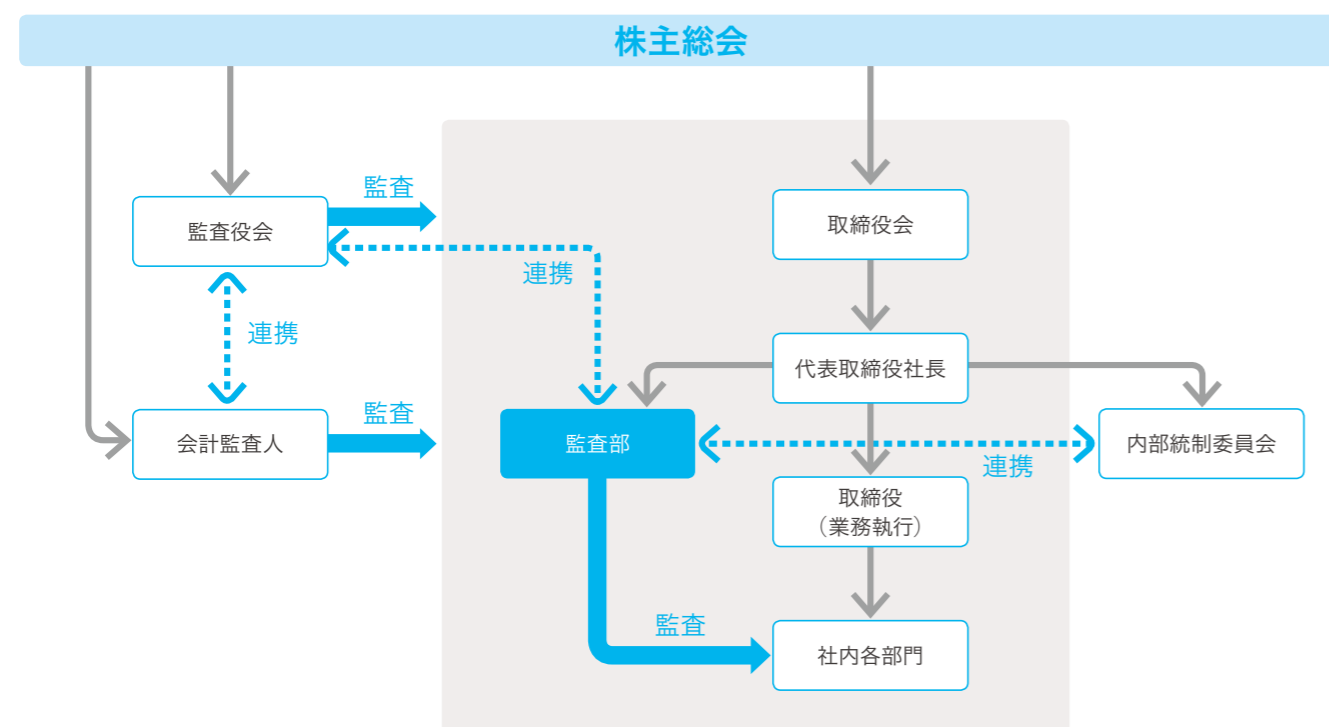 株主総会
監査
監査役会
取締役会
連携
連携
代表取締役社長
監査
会計監査人
監査部
内部統制委員会
連携
取締役
（業務執行）
監査
社内各部門